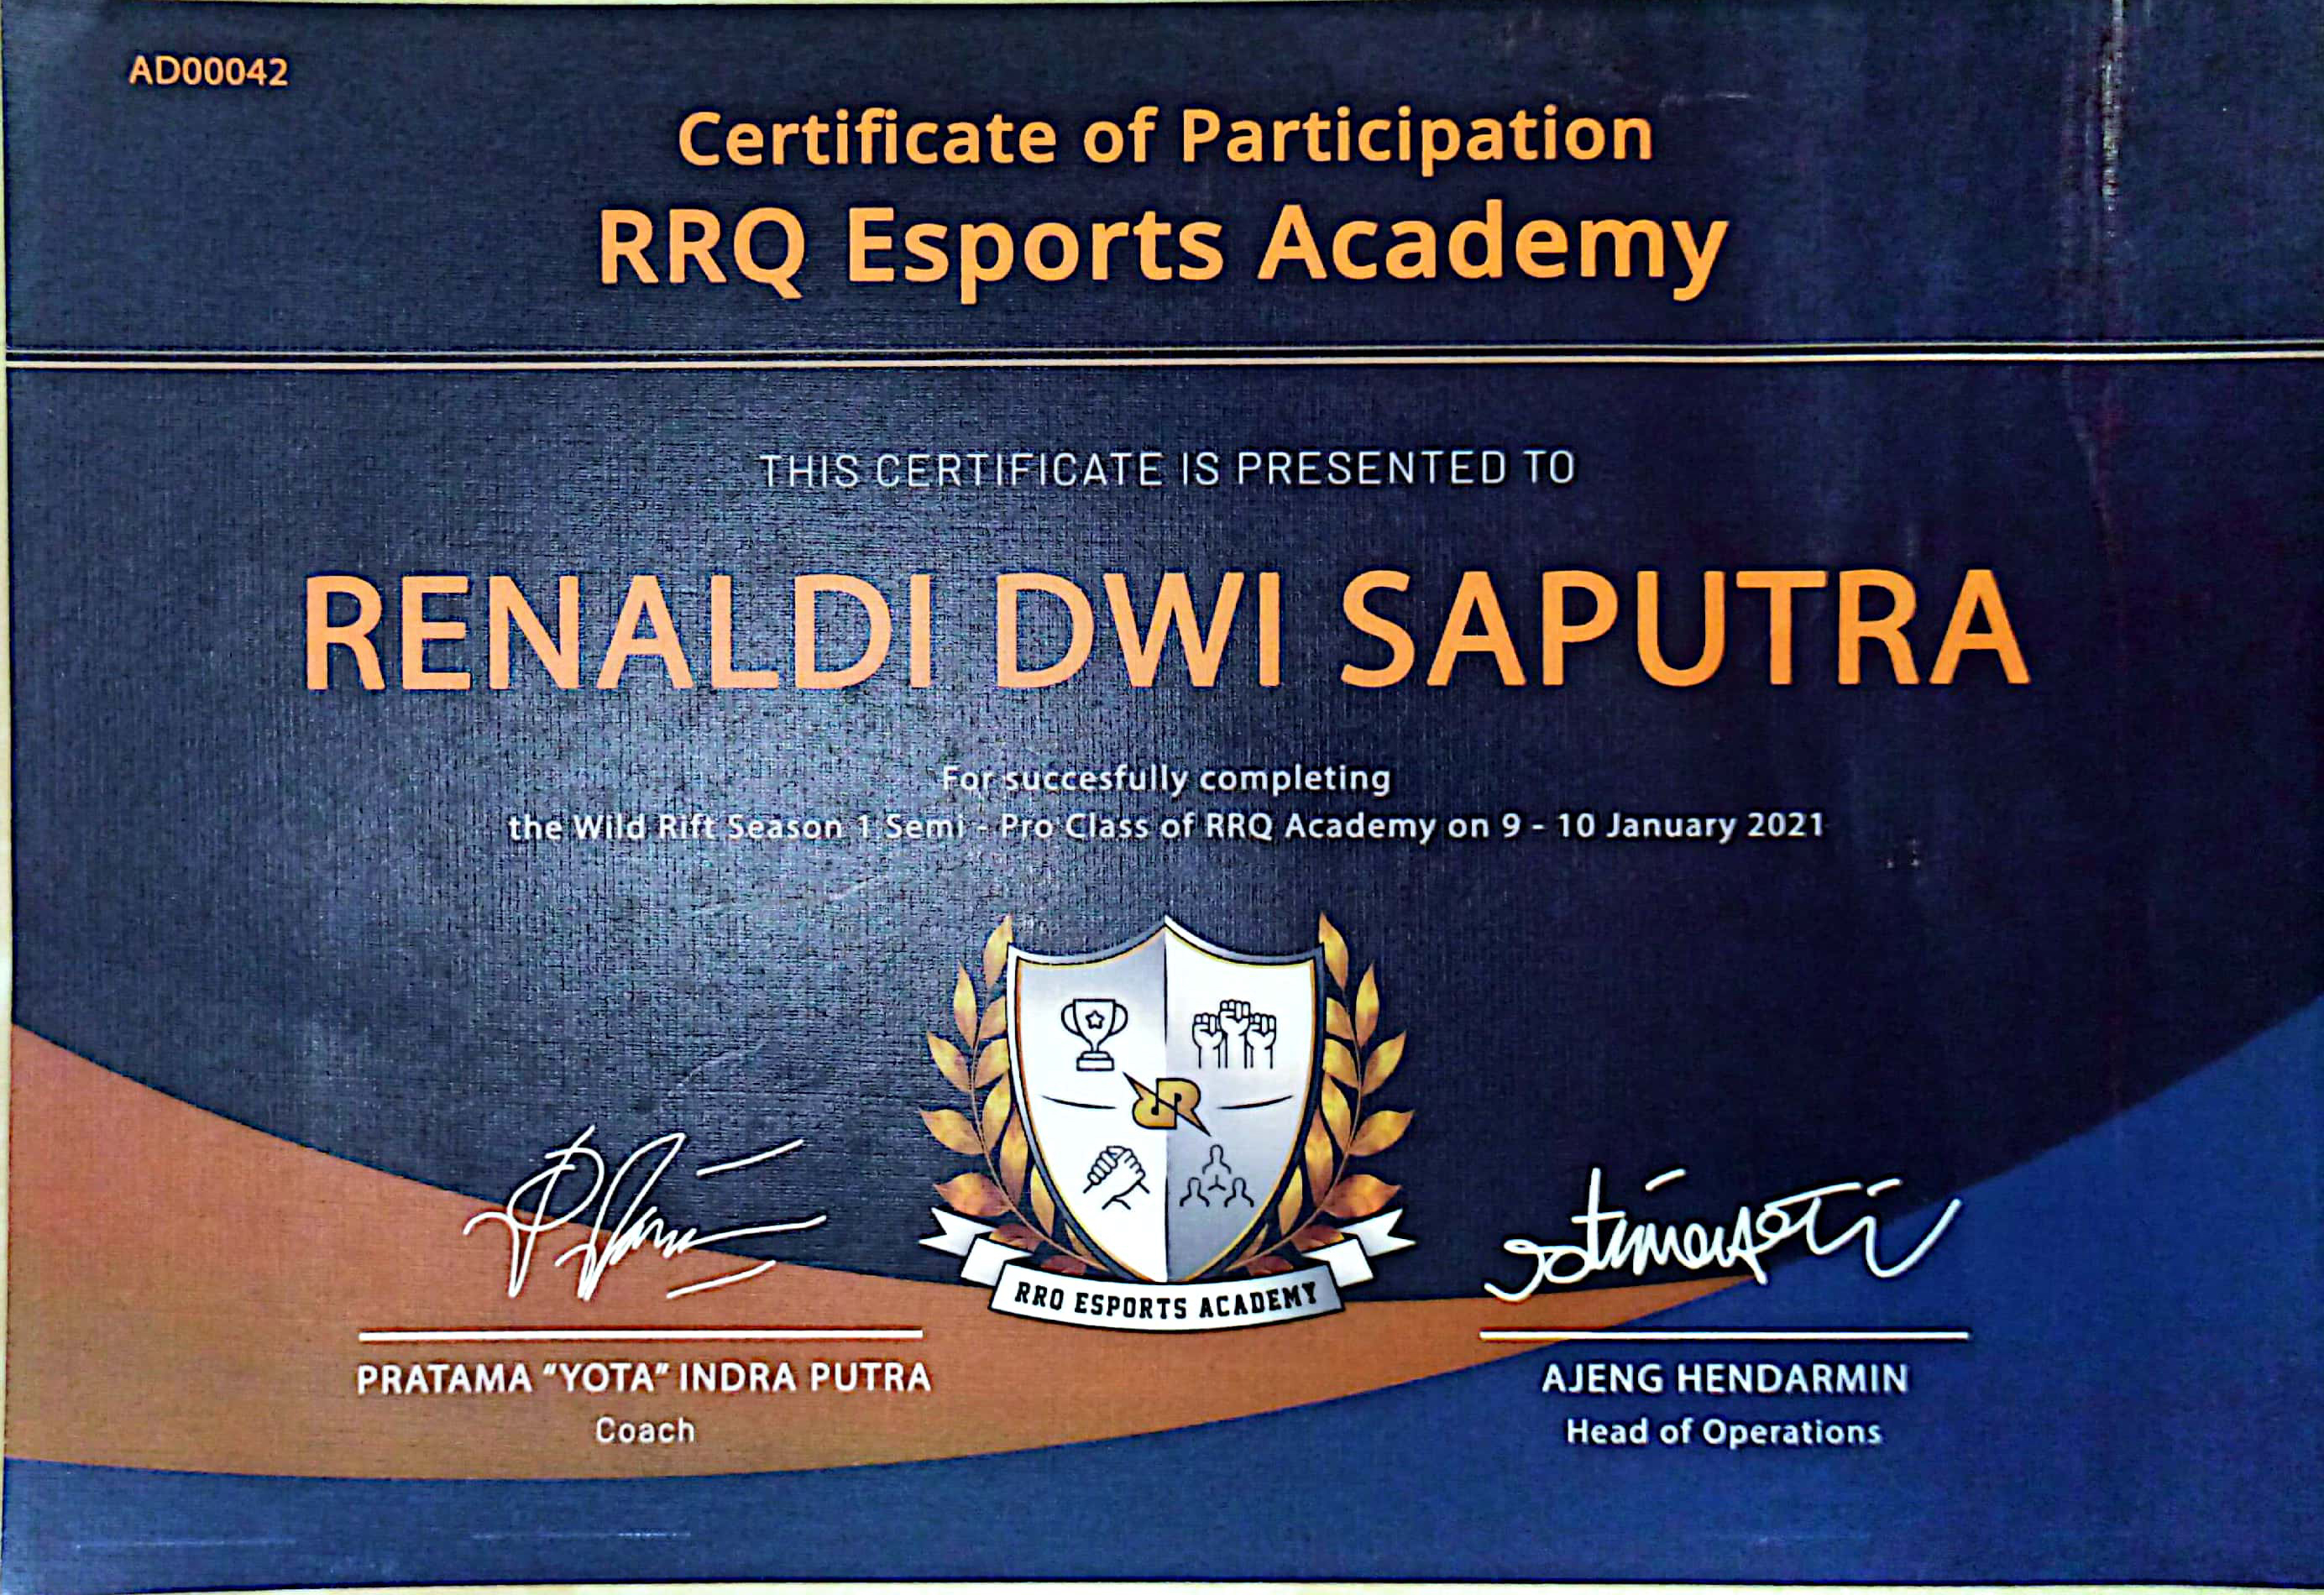 AD00042
Certificate of Participation
RRQ Esports Academy
THIS CERTIFICATE IS PRESENTED TO
RENALDI DWI SAPUTRA
For succesfully completing
the Wild Rift Season 1 Semi - Pro Class of RRQ Academy on 9 - 10 January 2021
RRQ ESPORTS ACADEMY
PRATAMA "YOTA" INDRA PUTRA
Coach
AJENG HENDARMIN
Head of Operations